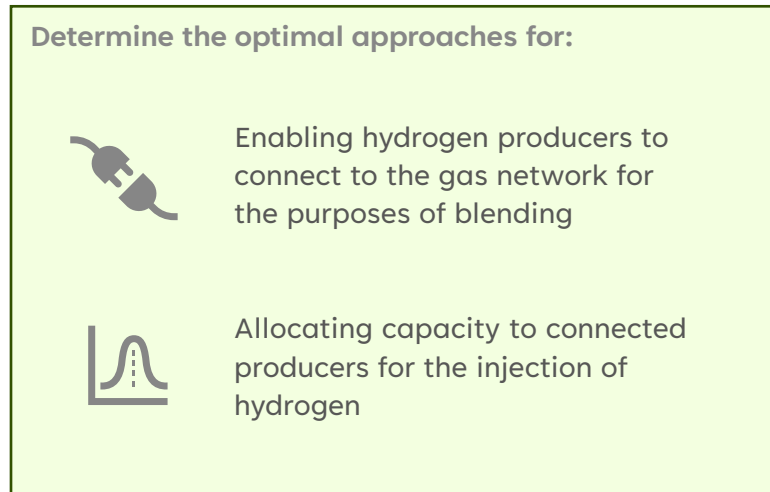 Determine the optimal approaches for:
Enabling hydrogen producers to
connect to the gas network for
the purposes of blending
Allocating capacity to connected
producers for the injection of
hydrogen